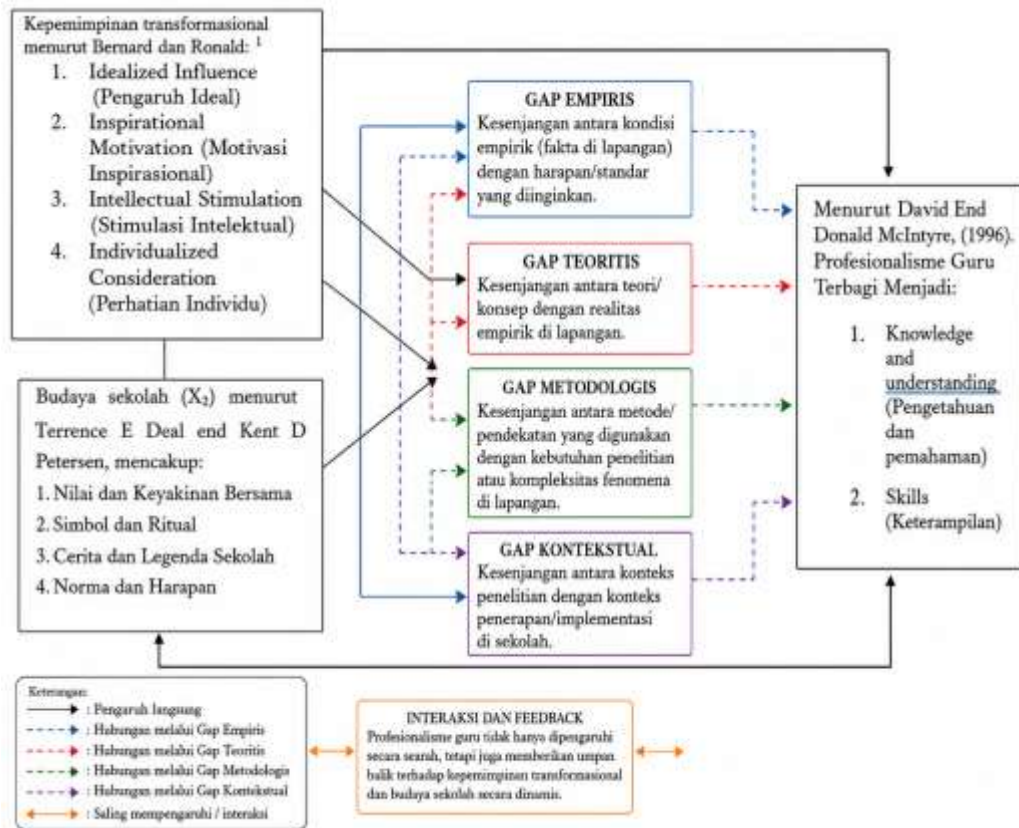 Kepemimpinan transformasional
menurut Bernard dan Ronald: 1
1. Idealized Influence
(Pengaruh Ideal)
2. Inspirational
Motivation (Motivasi
Inspirasional)
3. Intellectual Stimulation
(Stimulasi Intelektual)
4. Individualized
Consideration
(Perhatian Individu)
Budaya sekolah (X₂) menurut
Terrence E Deal end Kent D
Petersen, mencakup:
1. Nilai dan Keyakinan Bersama
2. Simbol dan Ritual
3. Cerita dan Legenda Sekolah
4. Norma dan Harapan
GAP EMPIRIS
Kesenjangan antara kondisi
empirik (fakta di lapangan)
dengan harapan/standar
yang diinginkan.
GAP TEORITIS
Kesenjangan antara teori/
konsep dengan realitas
empirik di lapangan.
GAP METODOLOGIS
Kesenjangan antara metode/
pendekatan yang digunakan
dengan kebutuhan penelitian
atau kompleksitas fenomena
di lapangan.
GAP KONTEKSTUAL
Kesenjangan antara konteks
penelitian dengan konteks
penerapan/implementasi
di sekolah.
Menurut David End
Donald McIntyre, (1996).
Profesionalisme Guru
Terbagi Menjadi:
1. Knowledge
and
understanding
(Pengetahuan
dan
pemahaman)
2. Skills
(Keterampilan)
Keterangan:
: Pengaruh langsung
: Hubungan melalui Gap Empiris
: Hubungan melalui Gap Teoritis
: Hubungan melalui Gap Metodologis
: Hubungan melalui Gap Kontekstual
: Saling mempengaruhi / interaksi
INTERAKSI DAN FEEDBACK
Profesionalisme guru tidak hanya dipengaruhi
secara searah, tetapi juga memberikan umpan
balik terhadap kepemimpinan transformasional
dan budaya sekolah secara dinamis.